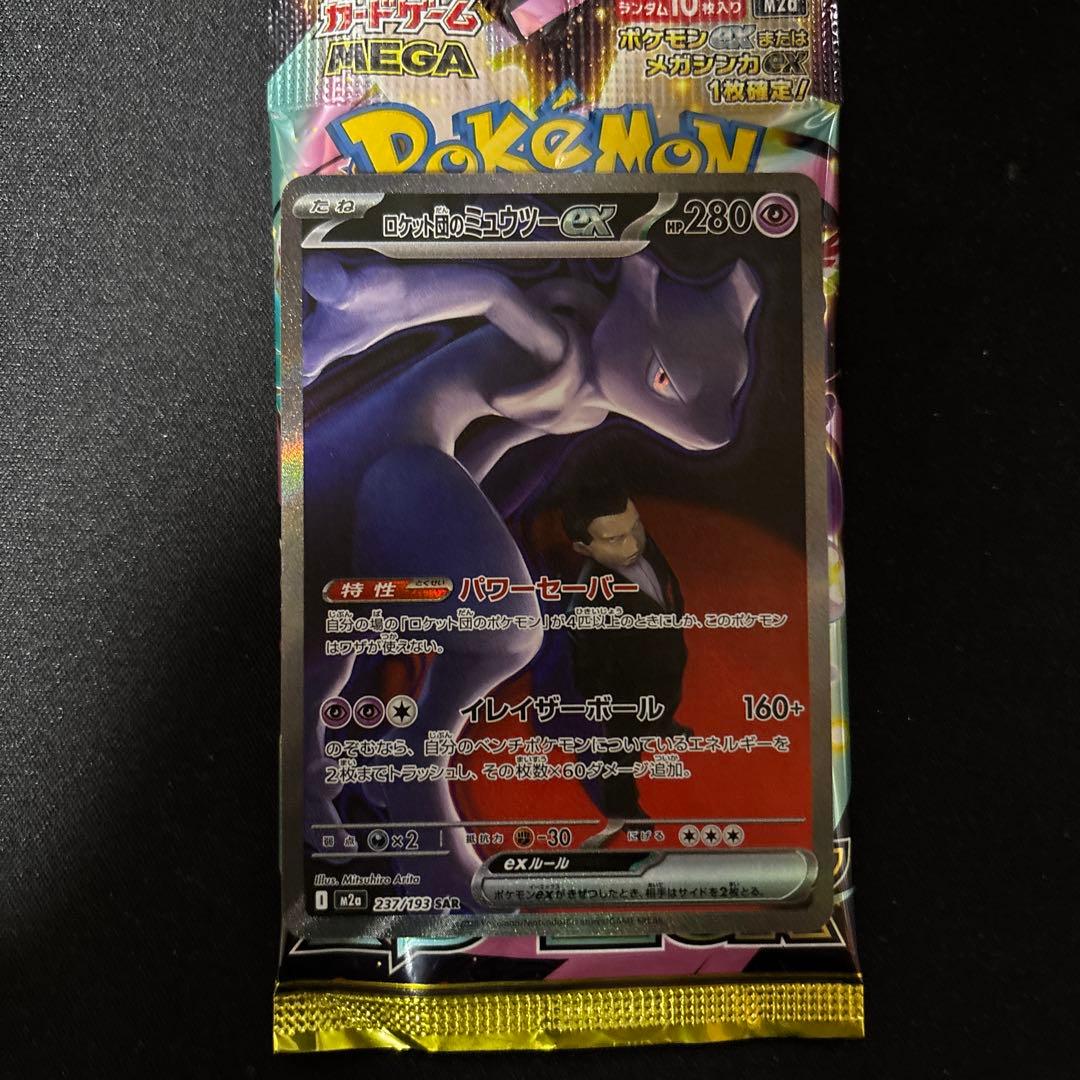 カードゲーム
MEGA
ランダム10枚入り
M2a
ポケモンexまたは
メガシンカex
1枚確定!
POKéMON
たね
ロケット団のミュウツーex
HP280
特性
パワーセーバー
自分の場の「ロケット団のポケモン」が4匹以上のときにしか、このポケモン
はワザが使えない。
イレイザーボール 160+
のぞむなら、自分のベンチポケモンについているエネルギーを
2枚までトラッシュし、その枚数×60ダメージ追加。
弱点 ×2 抵抗力 -30 にげる
exルール
ポケモンexがきぜつしたとき、相手はサイドを2枚とる。
Illus. Mitsuhiro Arita
I M2a 237/193 SAR